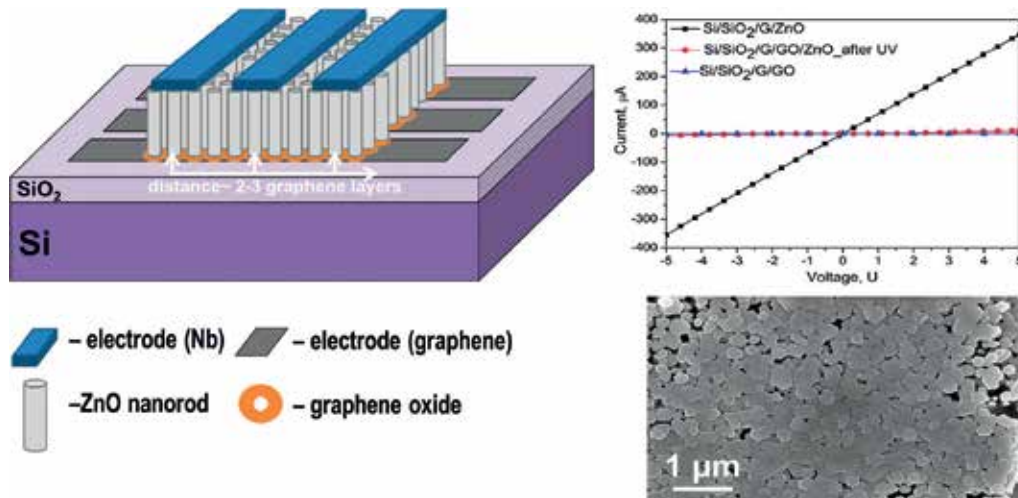 distance~ 2-3 graphene layers
SiO₂
Si
– electrode (Nb)
– electrode (graphene)
–ZnO nanorod
– graphene oxide
Si/SiO₂/G/ZnO
Si/SiO₂/G/GO/ZnO_after UV
Si/SiO₂/G/GO
Current, μA
400
300
200
100
0
-100
-200
-300
-400
-5 -4 -3 -2 -1 0 1 2 3 4 5
Voltage, U
1 μm